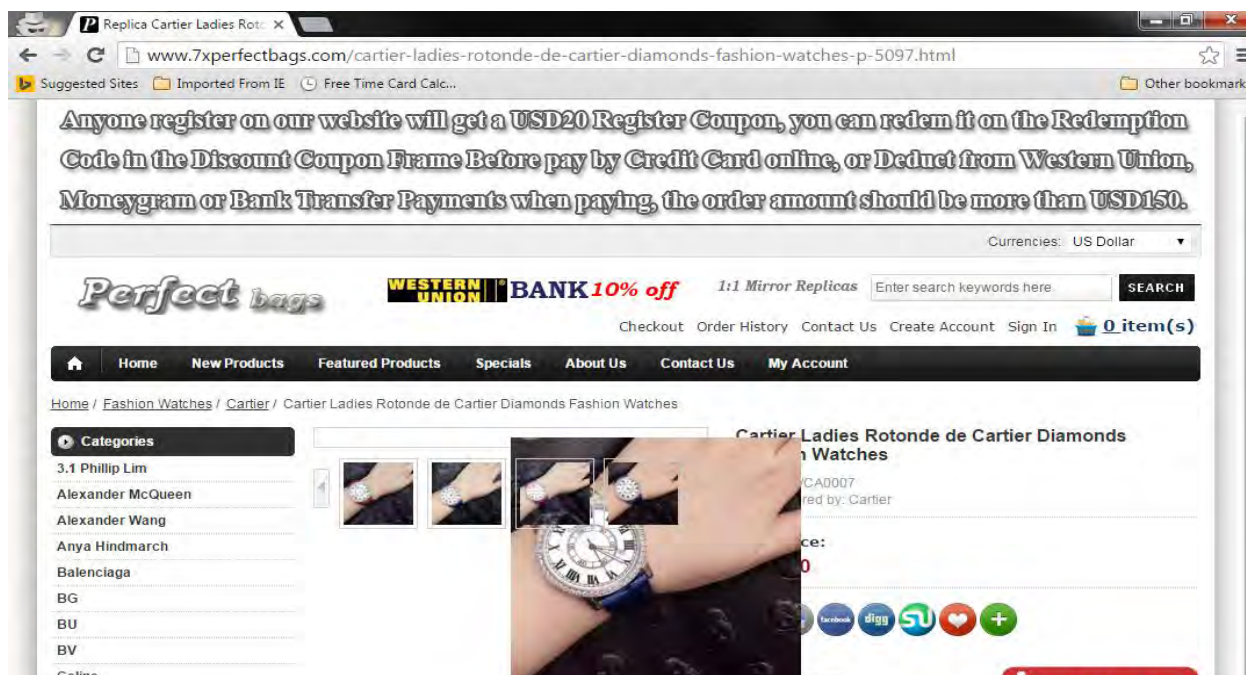 Replica Cartier Ladies Roto
www.7xperfectbags.com/cartier-ladies-rotonde-de-cartier-diamonds-fashion-watches-p-5097.html
Suggested Sites Imported From IE Free Time Card Calc... Other bookmark
Anyone register on our website will get a USD20 Register Coupon, you can redem it on the Redemption
Code in the Discount Coupon Frame Before pay by Credit Card online, or Deduct from Western Union,
Moneygram or Bank Transfer Payments when paying, the order amount should be more than USD150.
Currencies: US Dollar
Perfect bags WESTERN UNION BANK 10% off 1:1 Mirror Replicas Enter search keywords here SEARCH
Checkout Order History Contact Us Create Account Sign In 0 item(s)
Home New Products Featured Products Specials About Us Contact Us My Account
Home / Fashion Watches / Cartier / Cartier Ladies Rotonde de Cartier Diamonds Fashion Watches
Categories
3.1 Phillip Lim
Alexander McQueen
Alexander Wang
Anya Hindmarch
Balenciaga
BG
BU
BV
Cartier Ladies Rotonde de Cartier Diamonds
Watches
/CA0007
red by: Cartier
ce:
0
facebook digg